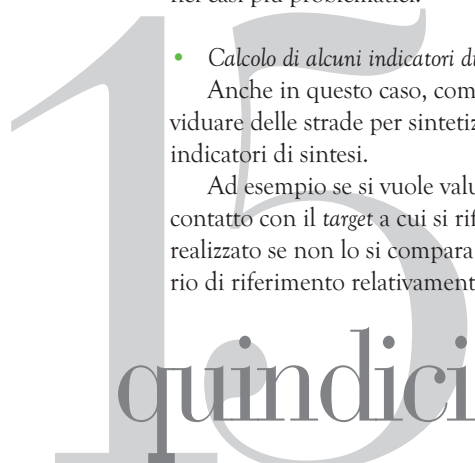 nei casi più problematici.
• Calcolo di alcuni indicatori di
Anche in questo caso, com
viduare delle strade per sintetiz
indicatori di sintesi.
Ad esempio se si vuole valu
contatto con il target a cui si rif
realizzato se non lo si compara
rio di riferimento relativament
15
quindici